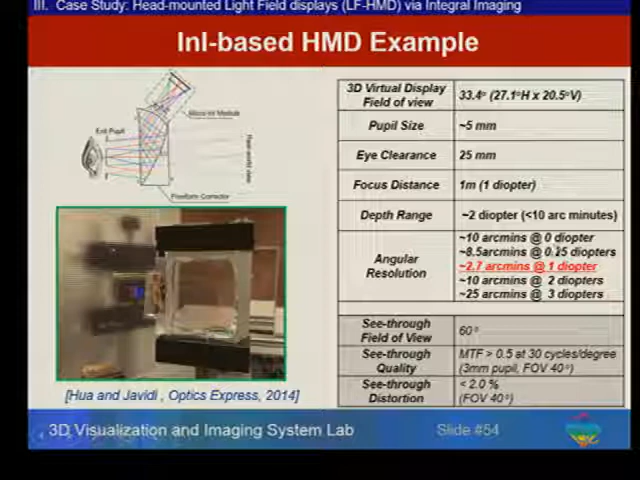 III. Case Study: Head-mounted Light Field displays (LF-HMD) via Integral Imaging
InI-based HMD Example
Micro-InI Module
Exit Pupil
Real-world view
Freeform Corrector
[Hua and Javidi , Optics Express, 2014]
3D Virtual Display
Field of view
33.4° (27.1°H x 20.5°V)
Pupil Size
~5 mm
Eye Clearance
25 mm
Focus Distance
1m (1 diopter)
Depth Range
~2 diopter (<10 arc minutes)
Angular
Resolution
~10 arcmins @ 0 diopter
~8.5arcmins @ 0.25 diopters
~2.7 arcmins @ 1 diopter
~10 arcmins @ 2 diopters
~25 arcmins @ 3 diopters
See-through
Field of View
60°
See-through
Quality
MTF > 0.5 at 30 cycles/degree
(3mm pupil, FOV 40°)
See-through
Distortion
< 2.0 %
(FOV 40°)
3D Visualization and Imaging System Lab
Slide #54